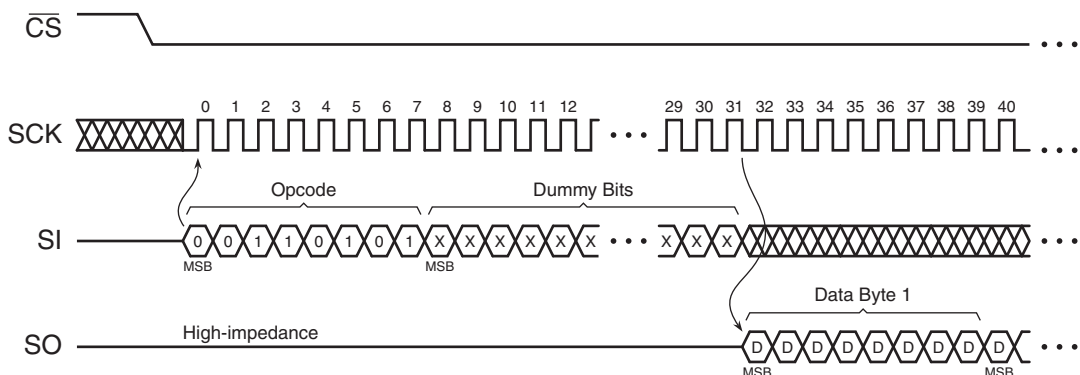 CS
SCK
0 1 2 3 4 5 6 7 8 9 10 11 12 29 30 31 32 33 34 35 36 37 38 39 40
Opcode Dummy Bits
SI 0 0 1 1 0 1 0 1 X X X X X X X X X
MSB MSB
Data Byte 1
High-impedance
SO D D D D D D D D D
MSB MSB